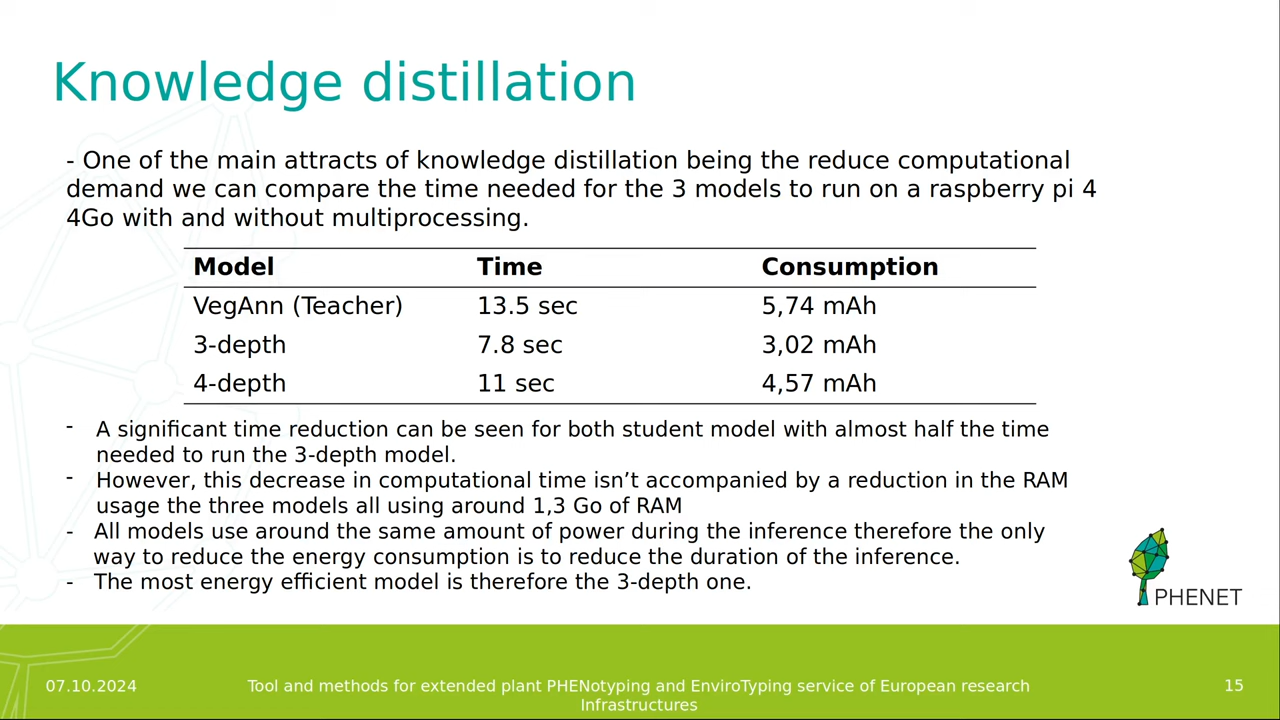 Knowledge distillation
- One of the main attracts of knowledge distillation being the reduce computational
demand we can compare the time needed for the 3 models to run on a raspberry pi 4
4Go with and without multiprocessing.
Model Time Consumption
VegAnn (Teacher) 13.5 sec 5,74 mAh
3-depth 7.8 sec 3,02 mAh
4-depth 11 sec 4,57 mAh
- A significant time reduction can be seen for both student model with almost half the time
needed to run the 3-depth model.
- However, this decrease in computational time isn’t accompanied by a reduction in the RAM
usage the three models all using around 1,3 Go of RAM
- All models use around the same amount of power during the inference therefore the only
way to reduce the energy consumption is to reduce the duration of the inference.
- The most energy efficient model is therefore the 3-depth one.
PHENET
07.10.2024
Tool and methods for extended plant PHENotyping and EnviroTyping service of European research
Infrastructures
15